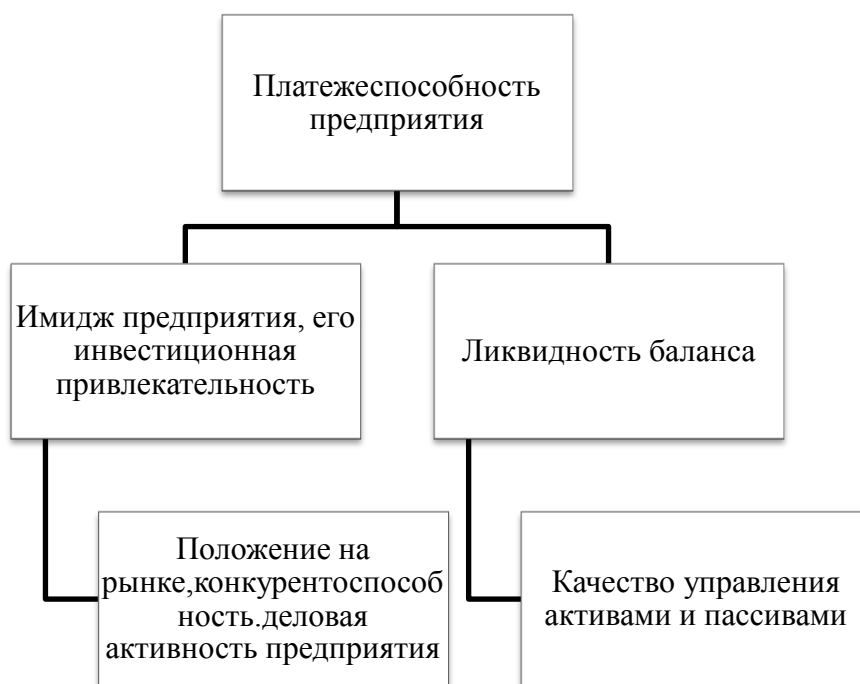 Платежеспособность
предприятия
Имидж предприятия, его
инвестиционная
привлекательность
Ликвидность баланса
Положение на
рынке,конкурентоспособ
ность.деловая
активность предприятия
Качество управления
активами и пассивами